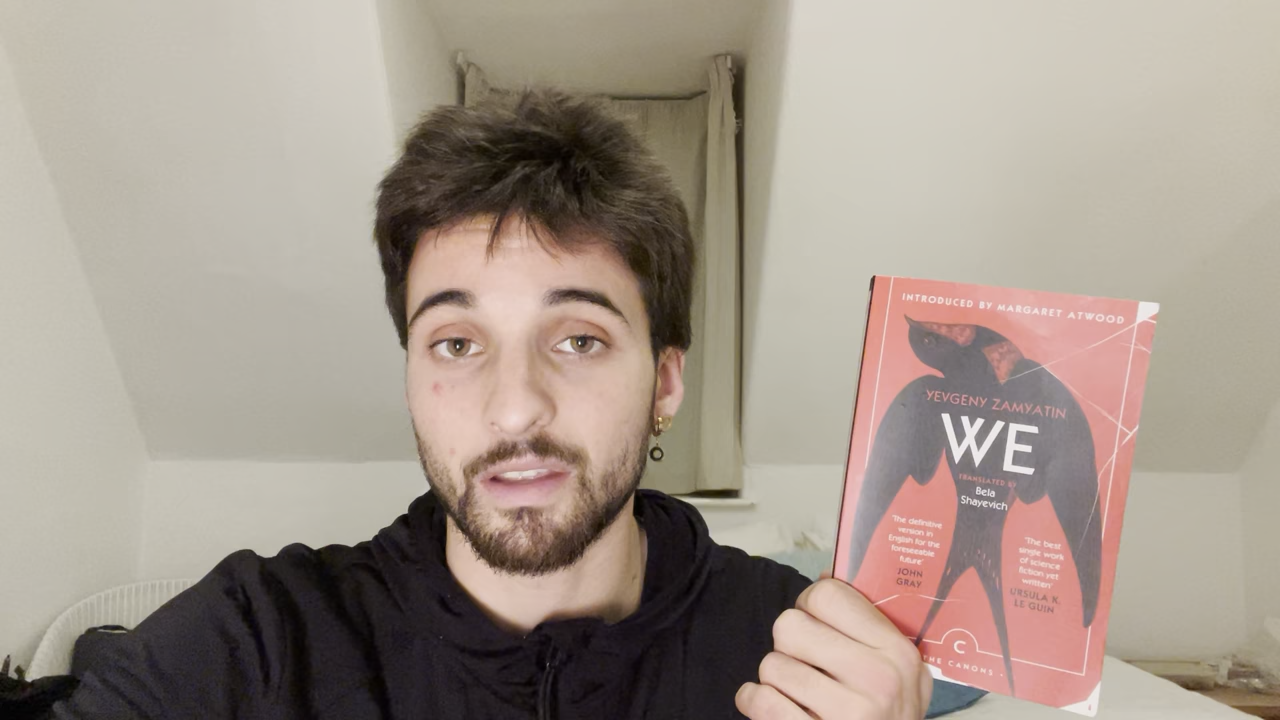 INTRODUCED BY MARGARET ATWOOD
YEVGENY ZAMYATIN
WE
TRANSLATED BY
Bela
Shayevich
'The definitive
version in
English for the
foreseeable
future'
JOHN
GRAY
'The best
single work
of science
fiction yet
written'
URSULA K.
LE GUIN
C
THE CANONS